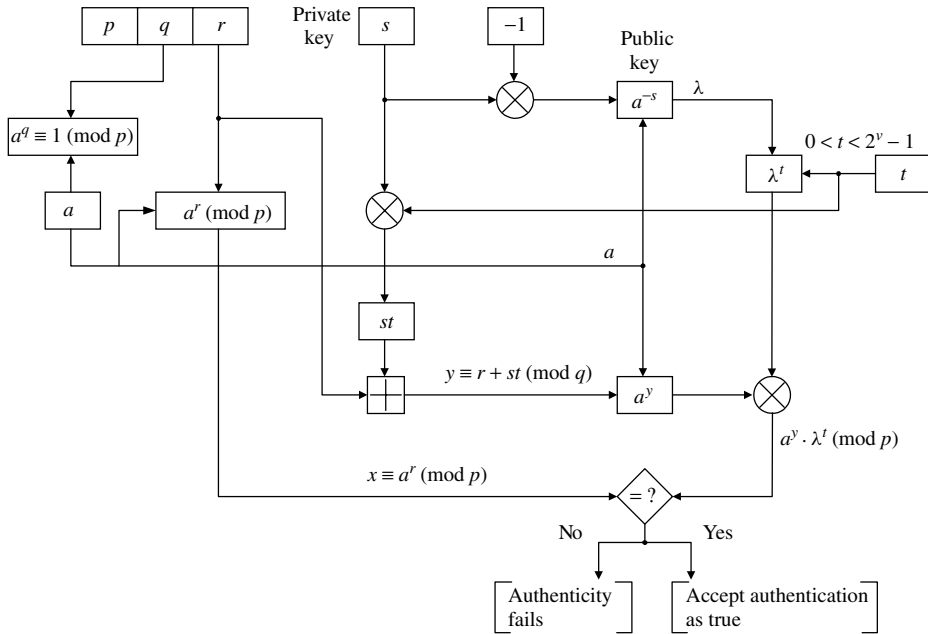 p q r
Private key
s
−1
Public key
a⁻ˢ
λ
a^q ≡ 1 (mod p)
0 < t < 2^v − 1
λ^t
t
a
a^r (mod p)
a
st
y ≡ r + st (mod q)
a^y
a^y · λ^t (mod p)
x ≡ a^r (mod p)
= ?
No
Yes
Authenticity
fails
Accept authentication
as true